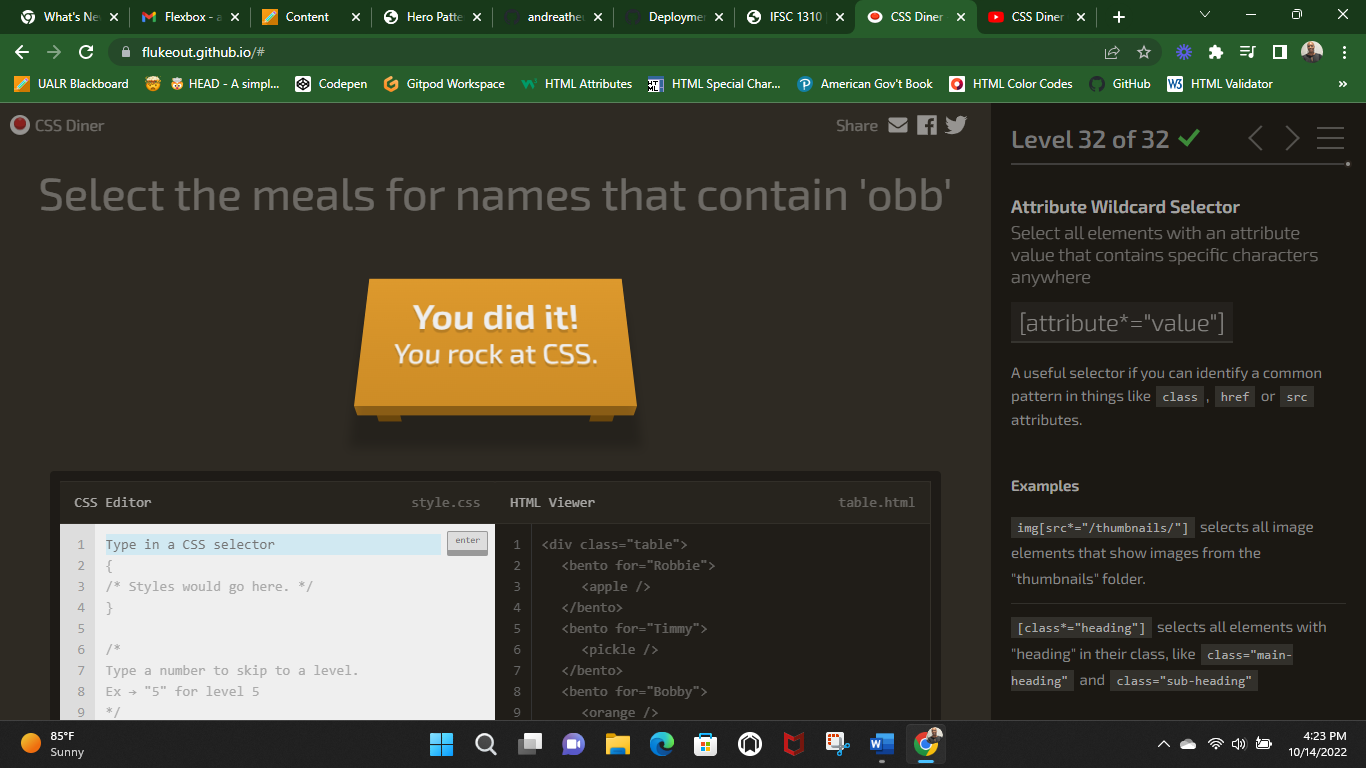 What's Ne
Flexbox - a
Content
Hero Patte
andreathe
Deploymen
IFSC 1310
CSS Diner
CSS Diner
flukeout.github.io/#
UALR Blackboard
HEAD - A simpl...
Codepen
Gitpod Workspace
HTML Attributes
HTML Special Char...
American Gov't Book
HTML Color Codes
GitHub
HTML Validator
»
CSS Diner
Share
Select the meals for names that contain 'obb'
You did it!
You rock at CSS.
CSS Editor
style.css
1 Type in a CSS selector
enter
2 {
3 /* Styles would go here. */
4 }
5
6 /*
7 Type a number to skip to a level.
8 Ex → "5" for level 5
9 */
HTML Viewer
table.html
1 <div class="table">
2 <bento for="Robbie">
3 <apple />
4 </bento>
5 <bento for="Timmy">
6 <pickle />
7 </bento>
8 <bento for="Bobby">
9 <orange />
Level 32 of 32
Attribute Wildcard Selector
Select all elements with an attribute
value that contains specific characters
anywhere
[attribute*="value"]
A useful selector if you can identify a common
pattern in things like class , href or src
attributes.
Examples
img[src*="/thumbnails/"] selects all image
elements that show images from the
"thumbnails" folder.
[class*="heading"] selects all elements with
"heading" in their class, like class="main-
heading" and class="sub-heading"
85°F
Sunny
4:23 PM
10/14/2022